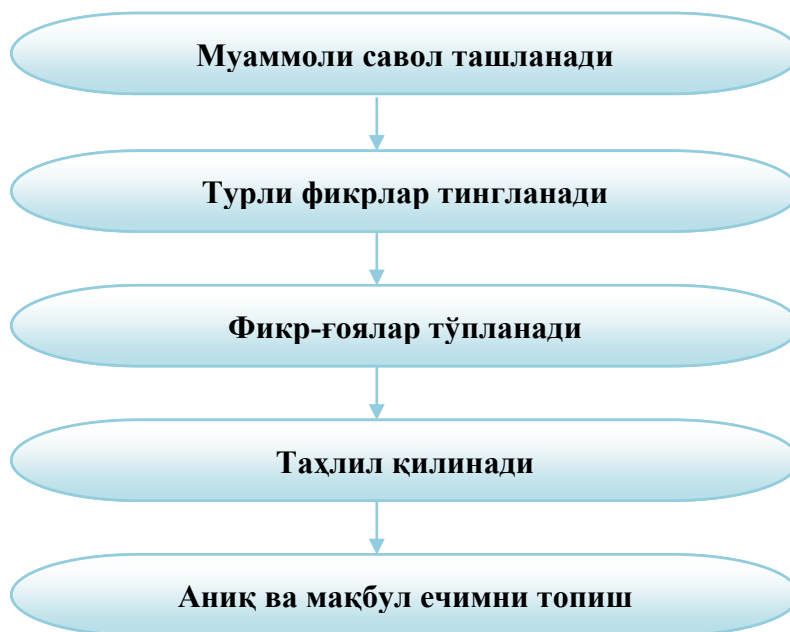 Муаммоли савол ташланади
Турли фикрлар тингланади
Фикр-ғоялар тўпланади
Таҳлил қилинади
Аниқ ва мақбул ечимни топиш